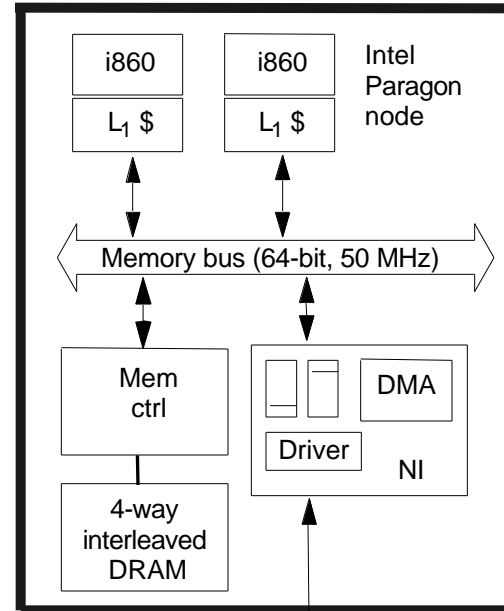 i860
L1 $
i860
L1 $
Intel
Paragon
node
Memory bus (64-bit, 50 MHz)
Mem
ctrl
4-way
interleaved
DRAM
DMA
Driver
NI